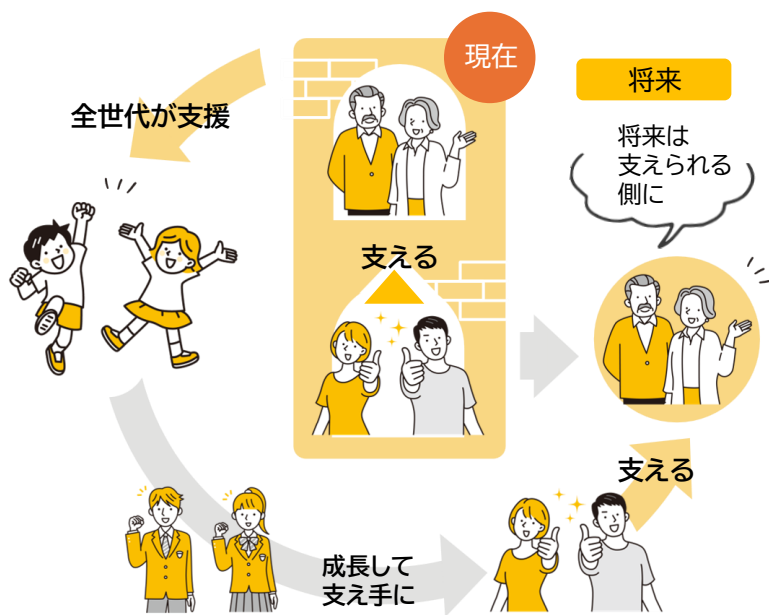 現在
将来
全世代が支援
将来は
支えられる
側に
支える
支える
成長して
支え手に